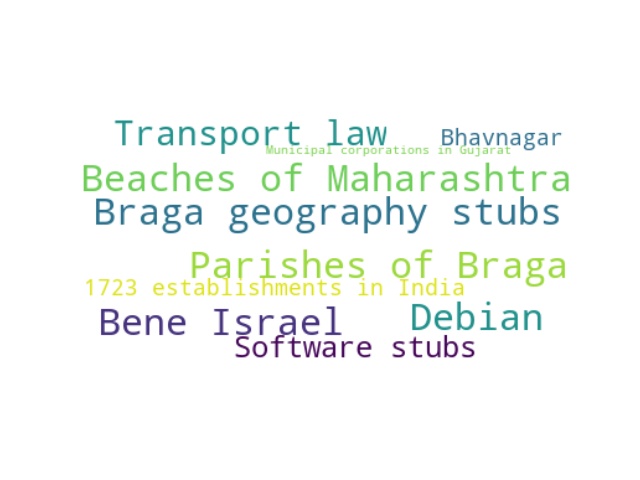 Transport law
Bhavnagar
Municipal corporations in Gujarat
Beaches of Maharashtra
Braga geography stubs
Parishes of Braga
1723 establishments in India
Bene Israel
Debian
Software stubs